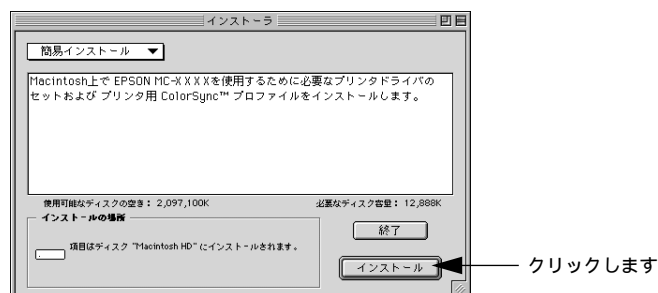 インストーラ
簡易インストール
Macintosh上で EPSON MC-XXXXを使用するために必要なプリンタドライバの
セットおよび プリンタ用 ColorSync™ プロファイルをインストールします。
使用可能なディスクの空き： 2,097,100K
必要なディスク容量： 12,888K
インストールの場所
項目はディスク "Macintosh HD" にインストールされます。
終了
インストール
クリックします